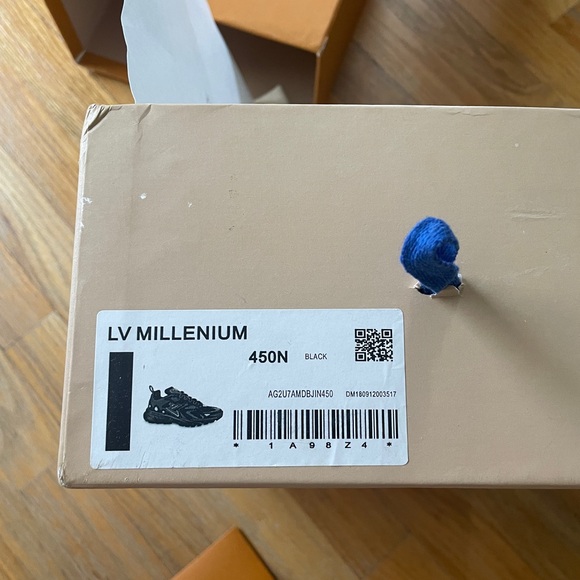 LV MILLENIUM
450N BLACK
AG2U7AMDBJIN450 DM180912003517
* 1 A 9 8 Z 4 *